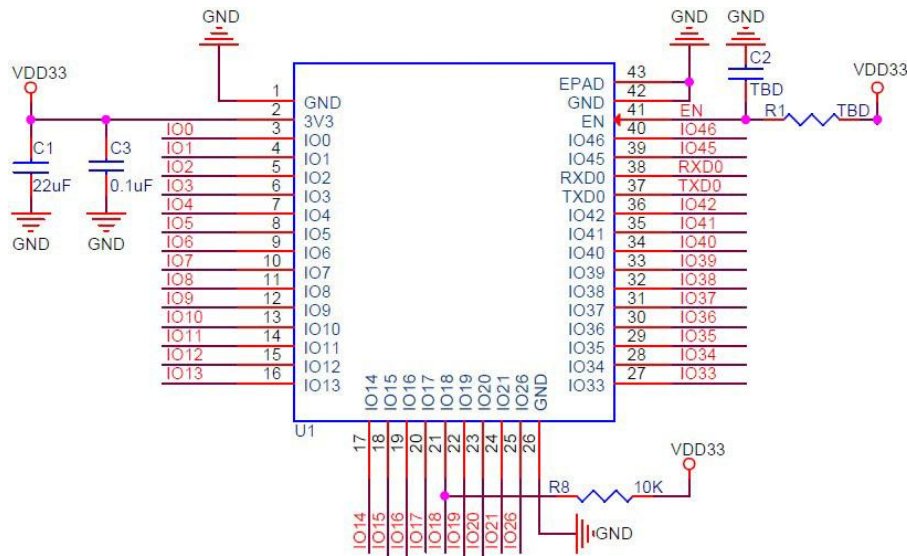 GND GND GND
VDD33 C2 VDD33
TBD
1 GND EPAD 43
2 3V3 GND 42
EN 41 EN R1 TBD
IO0 3 IO0 IO46 40 IO46
IO1 4 IO1 IO45 39 IO45
C1 C3 IO2 5 IO2 RXD0 38 RXD0
22uF 0.1uF IO3 6 IO3 TXD0 37 TXD0
IO4 7 IO4 IO42 36 IO42
GND GND IO5 8 IO5 IO41 35 IO41
IO6 9 IO6 IO40 34 IO40
IO7 10 IO7 IO39 33 IO39
IO8 11 IO8 IO38 32 IO38
IO9 12 IO9 IO37 31 IO37
IO10 13 IO10 IO36 30 IO36
IO11 14 IO11 IO35 29 IO35
IO12 15 IO12 IO34 28 IO34
IO13 16 IO13 IO33 27 IO33
IO14 IO15 IO16 IO17 IO18 IO19 IO20 IO21 IO26 GND
U1
17 18 19 20 21 22 23 24 25 26
VDD33
R8 10K
IO14 IO15 IO16 IO17 IO18 IO19 IO20 IO21 IO26
GND